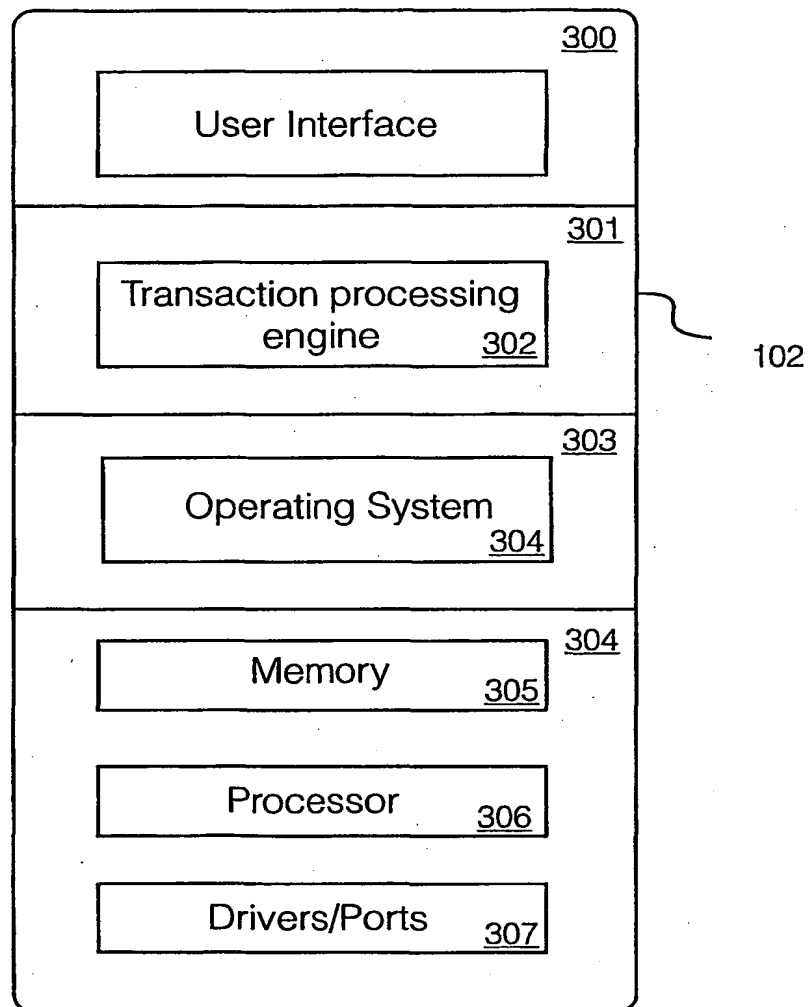 300
User Interface
301
Transaction processing
engine 302
102
303
Operating System
304
304
Memory
305
Processor
306
Drivers/Ports
307